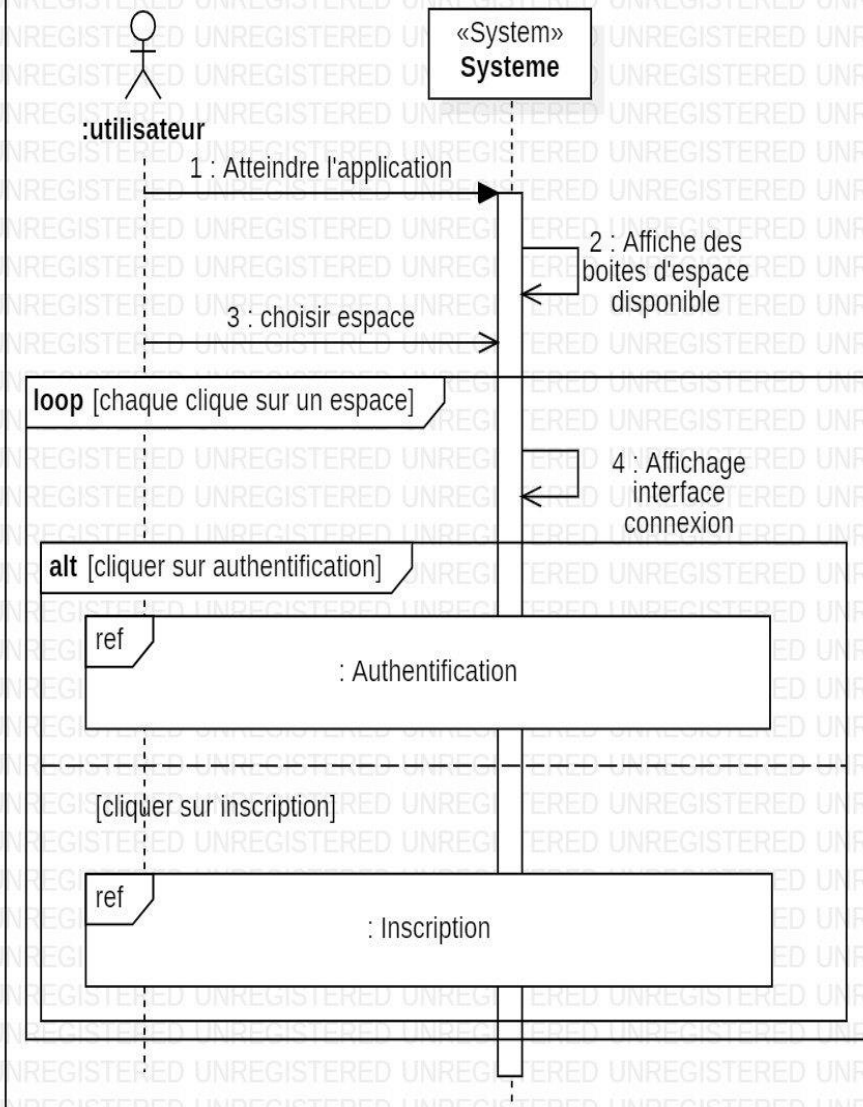 «System»
Systeme
:utilisateur
1 : Atteindre l'application
2 : Affiche des
boites d'espace
disponible
3 : choisir espace
loop [chaque clique sur un espace]
4 : Affichage
interface
connexion
alt [cliquer sur authentification]
ref
: Authentification
[cliquer sur inscription]
ref
: Inscription
UNREGISTERED